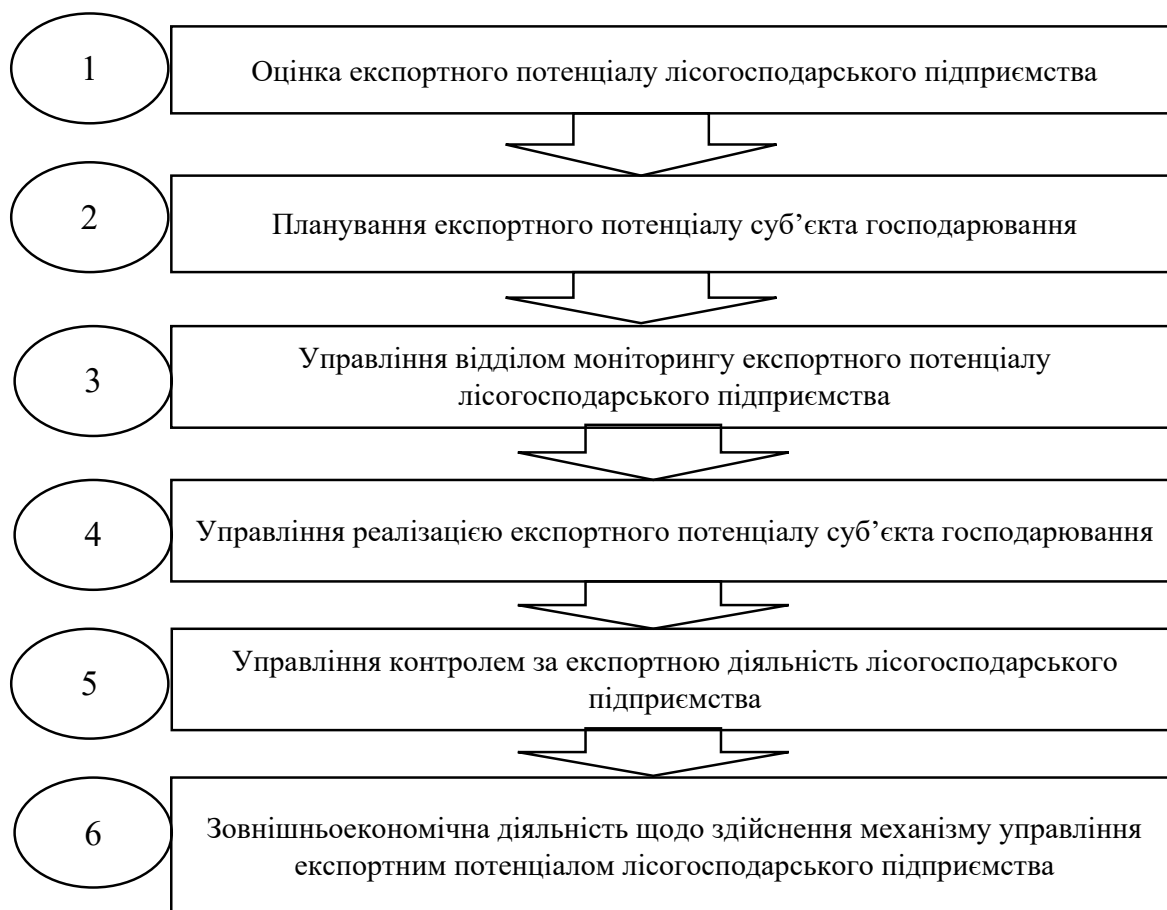 1
Оцінка експортного потенціалу лісогосподарського підприємства
2
Планування експортного потенціалу суб’єкта господарювання
3
Управління відділом моніторингу експортного потенціалу
лісогосподарського підприємства
4
Управління реалізацією експортного потенціалу суб’єкта господарювання
5
Управління контролем за експортною діяльність лісогосподарського
підприємства
6
Зовнішньоекономічна діяльність щодо здійснення механізму управління
експортним потенціалом лісогосподарського підприємства